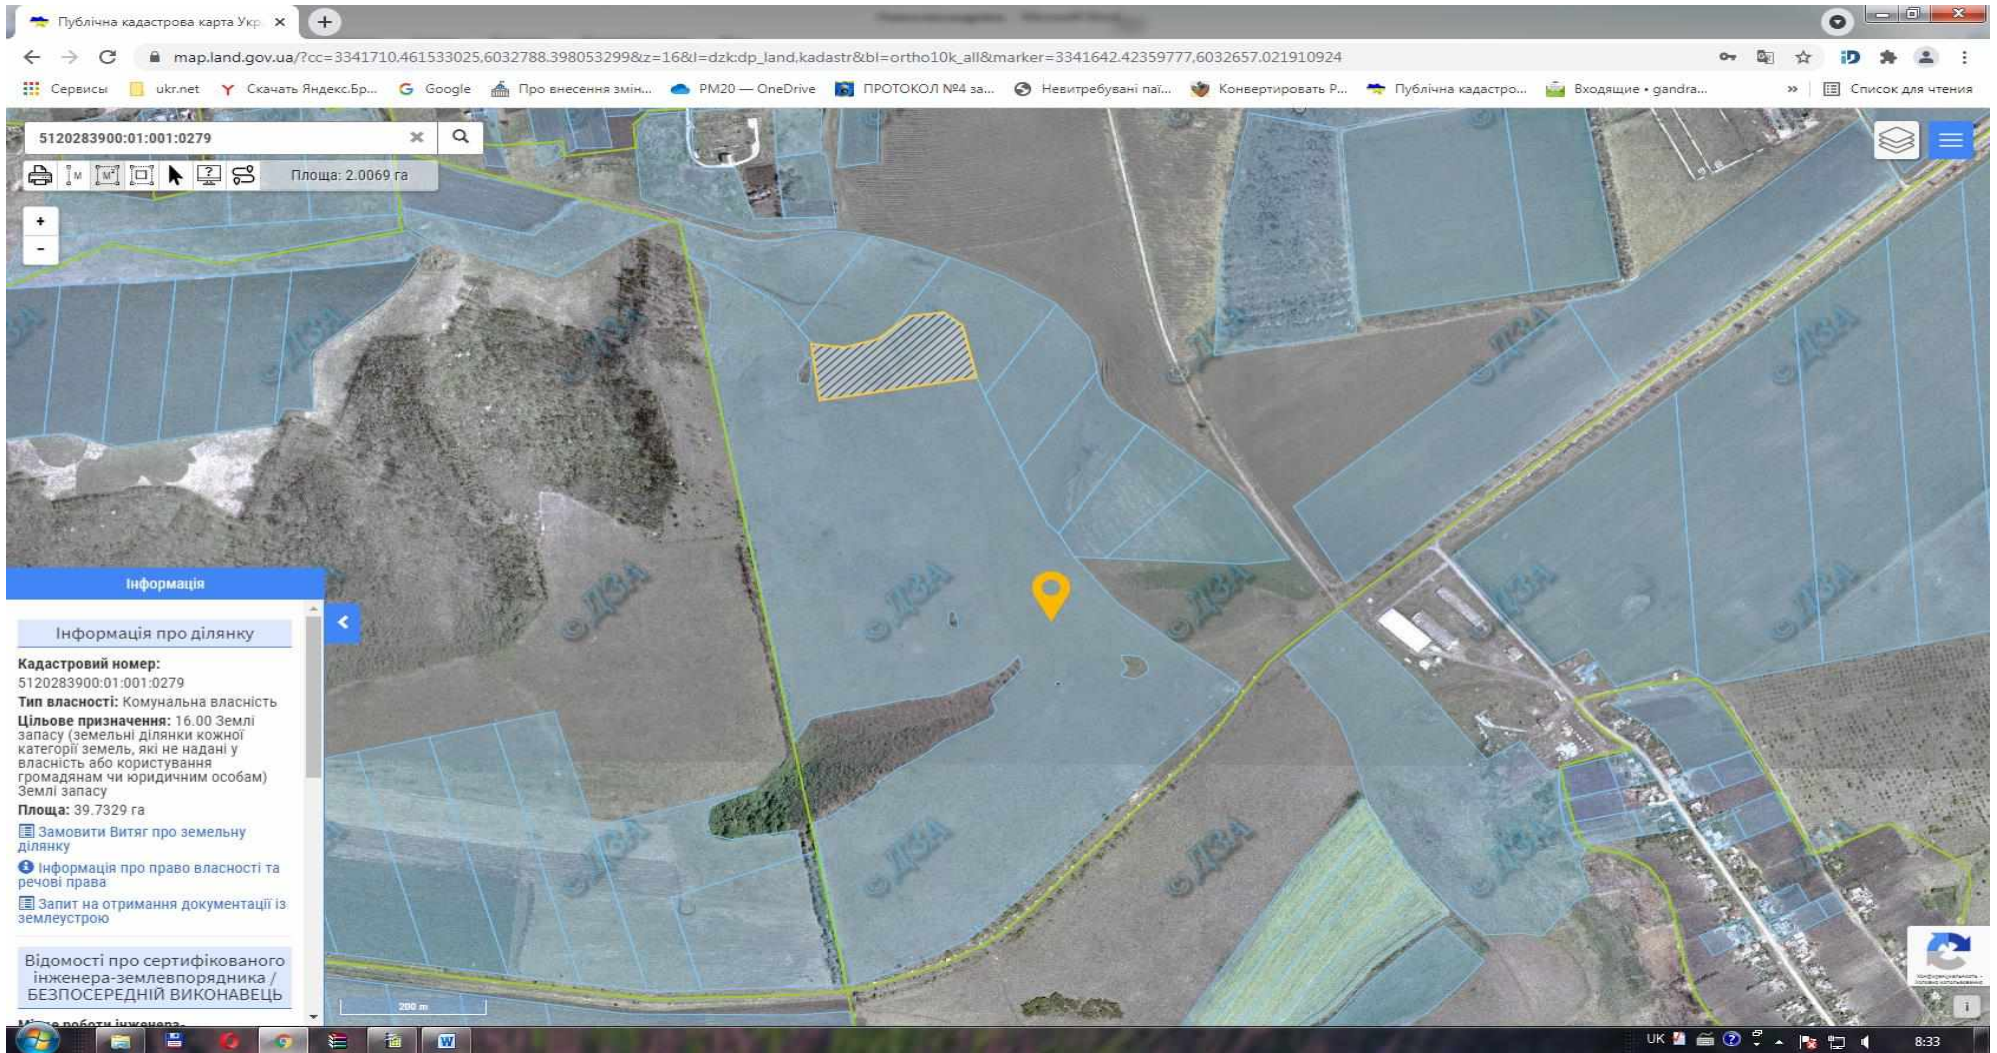 Публічна кадастрова карта Укр
map.land.gov.ua/?cc=3341710.461533025,6032788.398053299&z=16&l=dzk:dp_land,kadastr&bl=ortho10k_all&marker=3341642.42359777,6032657.021910924
Сервисы ukr.net Скачать Яндекс.Бр... Google Про внесення змін... PM20 — OneDrive ПРОТОКОЛ №4 за... Невитребувані паї... Конвертировать P... Публічна кадастро... Входящие • gandra... » Список для чтения
5120283900:01:001:0279
Площа: 2.0069 га
+
-
© ДЗА
Інформація
Інформація про ділянку
Кадастровий номер:
5120283900:01:001:0279
Тип власності: Комунальна власність
Цільове призначення: 16.00 Землі
запасу (земельні ділянки кожної
категорії земель, які не надані у
власність або користування
громадянам чи юридичним особам)
Землі запасу
Площа: 39.7329 га
Замовити Витяг про земельну
ділянку
Інформація про право власності та
речові права
Запит на отримання документації із
землеустрою
Відомості про сертифікованого
інженера-землевпорядника /
БЕЗПОСЕРЕДНІЙ ВИКОНАВЕЦЬ
200 m
UK 8:33